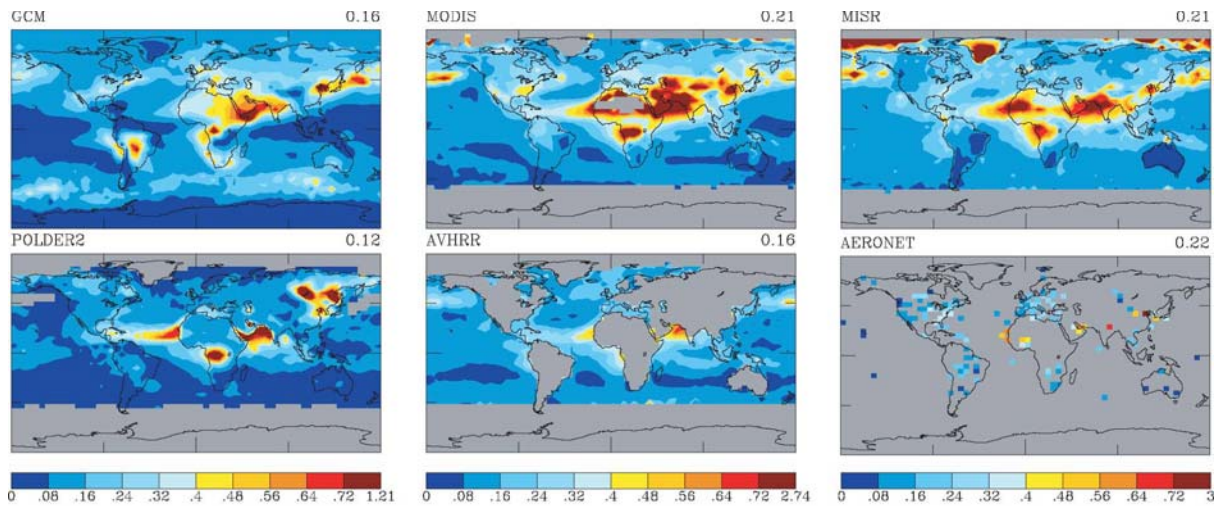 GCM 0.16
MODIS 0.21
MISR 0.21
POLDER2 0.12
AVHRR 0.16
AERONET 0.22
0 .08 .16 .24 .32 .4 .48 .56 .64 .72 1.21
0 .08 .16 .24 .32 .4 .48 .56 .64 .72 2.74
0 .08 .16 .24 .32 .4 .48 .56 .64 .72 3